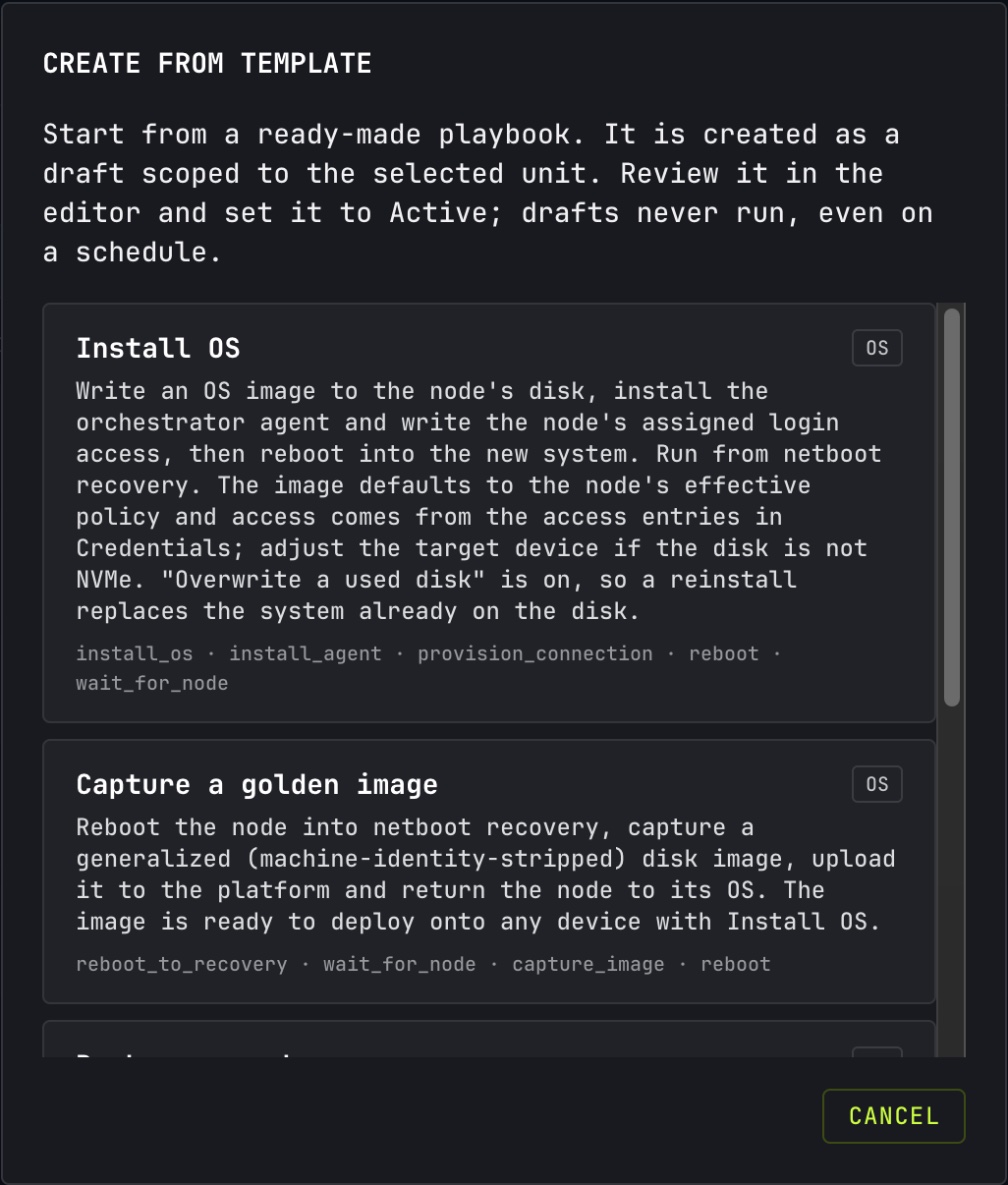 CREATE FROM TEMPLATE
Start from a ready-made playbook. It is created as a
draft scoped to the selected unit. Review it in the
editor and set it to Active; drafts never run, even on
a schedule.
Install OS
OS
Write an OS image to the node's disk, install the
orchestrator agent and write the node's assigned login
access, then reboot into the new system. Run from netboot
recovery. The image defaults to the node's effective
policy and access comes from the access entries in
Credentials; adjust the target device if the disk is not
NVMe. "Overwrite a used disk" is on, so a reinstall
replaces the system already on the disk.
install_os · install_agent · provision_connection · reboot ·
wait_for_node
Capture a golden image
OS
Reboot the node into netboot recovery, capture a
generalized (machine-identity-stripped) disk image, upload
it to the platform and return the node to its OS. The
image is ready to deploy onto any device with Install OS.
reboot_to_recovery · wait_for_node · capture_image · reboot
CANCEL